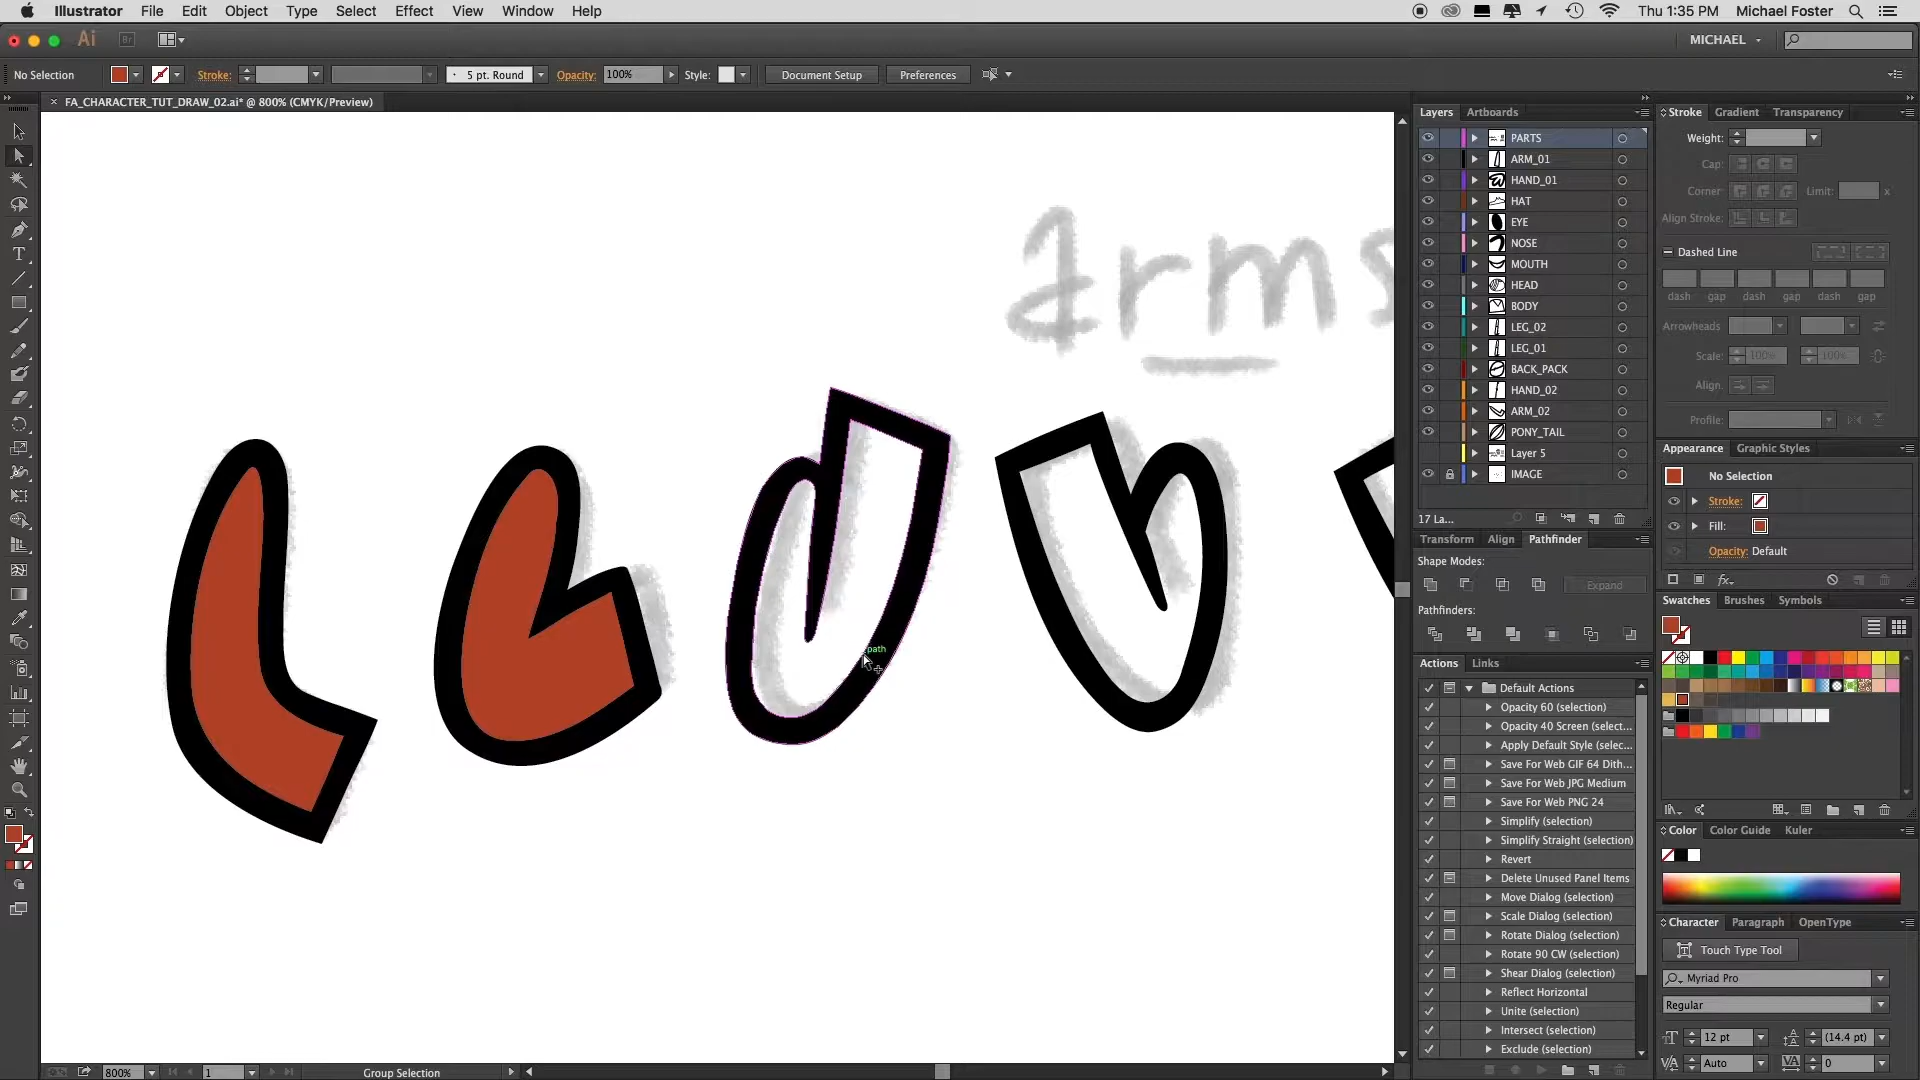 Illustrator File Edit Object Type Select Effect View Window Help Thu 1:35 PM Michael Foster
Ai Br MICHAEL
No Selection Stroke: 5 pt. Round Opacity: 100% Style: Document Setup Preferences
× FA_CHARACTER_TUT_DRAW_02.ai* @ 800% (CMYK/Preview)
arms
path
Layers Artboards
PARTS
ARM_01
HAND_01
HAT
EYE
NOSE
MOUTH
HEAD
BODY
LEG_02
LEG_01
BACK_PACK
HAND_02
ARM_02
PONY_TAIL
Layer 5
IMAGE
17 La...
Transform Align Pathfinder
Shape Modes:
Expand
Pathfinders:
Actions Links
Default Actions
Opacity 60 (selection)
Opacity 40 Screen (select...
Apply Default Style (selec...
Save For Web GIF 64 Dith...
Save For Web JPG Medium
Save For Web PNG 24
Simplify (selection)
Simplify Straight (selection)
Revert
Delete Unused Panel Items
Move Dialog (selection)
Scale Dialog (selection)
Rotate Dialog (selection)
Rotate 90 CW (selection)
Shear Dialog (selection)
Reflect Horizontal
Unite (selection)
Intersect (selection)
Exclude (selection)
Stroke Gradient Transparency
Weight:
Cap:
Corner: Limit: x
Align Stroke:
Dashed Line
dash gap dash gap dash gap
Arrowheads:
Scale: 100% 100%
Align:
Profile:
Appearance Graphic Styles
No Selection
Stroke:
Fill:
Opacity: Default
fx
Swatches Brushes Symbols
Color Color Guide Kuler
Character Paragraph OpenType
Touch Type Tool
Myriad Pro
Regular
12 pt (14.4 pt)
Auto 0
800% 1 Group Selection